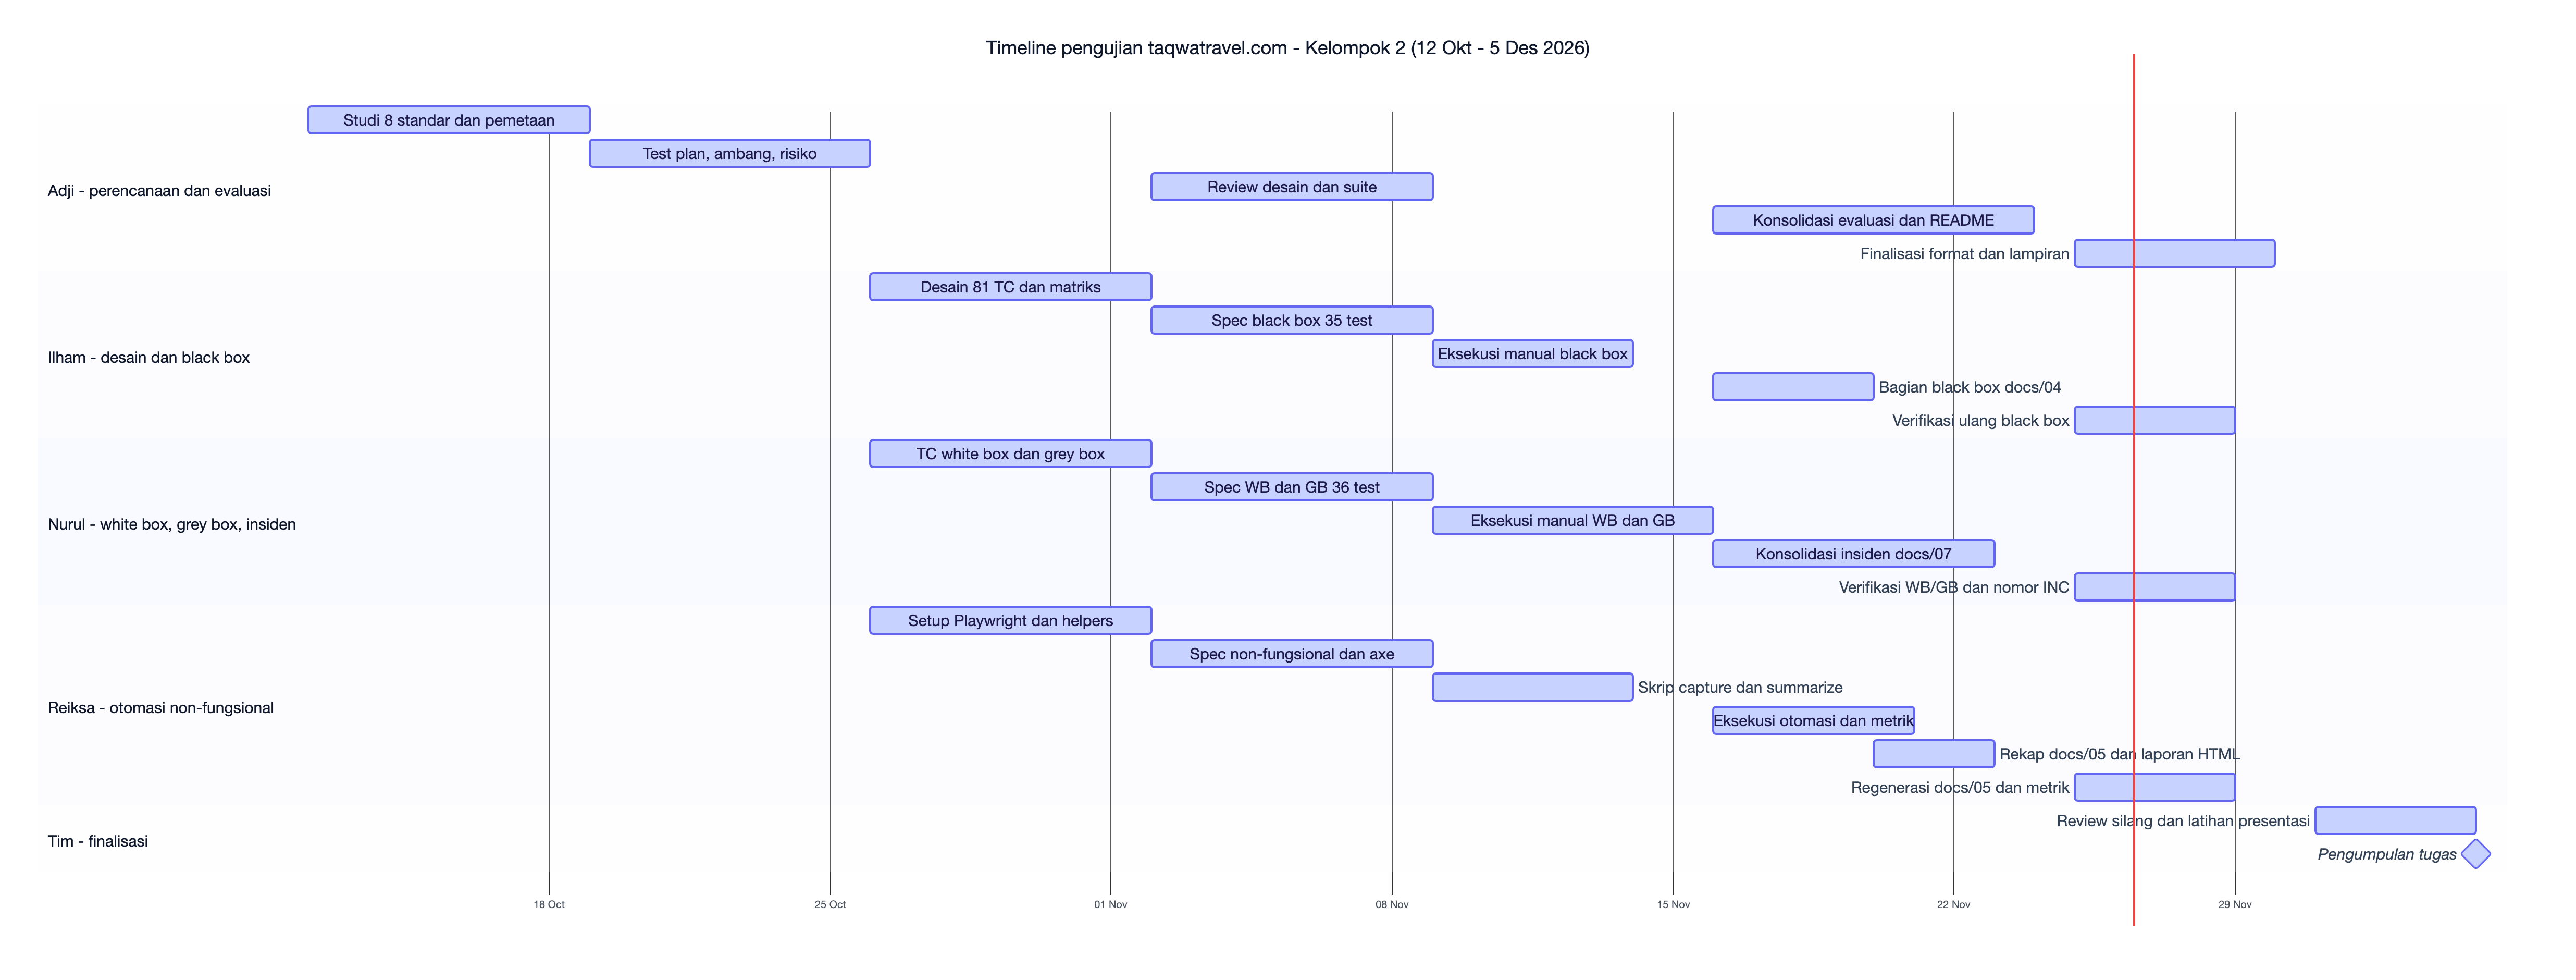 Timeline pengujian taqwatravel.com - Kelompok 2 (12 Okt - 5 Des 2026)
Adji - perencanaan dan evaluasi
Studi 8 standar dan pemetaan
Test plan, ambang, risiko
Review desain dan suite
Konsolidasi evaluasi dan README
Finalisasi format dan lampiran
Ilham - desain dan black box
Desain 81 TC dan matriks
Spec black box 35 test
Eksekusi manual black box
Bagian black box docs/04
Verifikasi ulang black box
Nurul - white box, grey box, insiden
TC white box dan grey box
Spec WB dan GB 36 test
Eksekusi manual WB dan GB
Konsolidasi insiden docs/07
Verifikasi WB/GB dan nomor INC
Reiksa - otomasi non-fungsional
Setup Playwright dan helpers
Spec non-fungsional dan axe
Skrip capture dan summarize
Eksekusi otomasi dan metrik
Rekap docs/05 dan laporan HTML
Regenerasi docs/05 dan metrik
Tim - finalisasi
Review silang dan latihan presentasi
Pengumpulan tugas
18 Oct
25 Oct
01 Nov
08 Nov
15 Nov
22 Nov
29 Nov